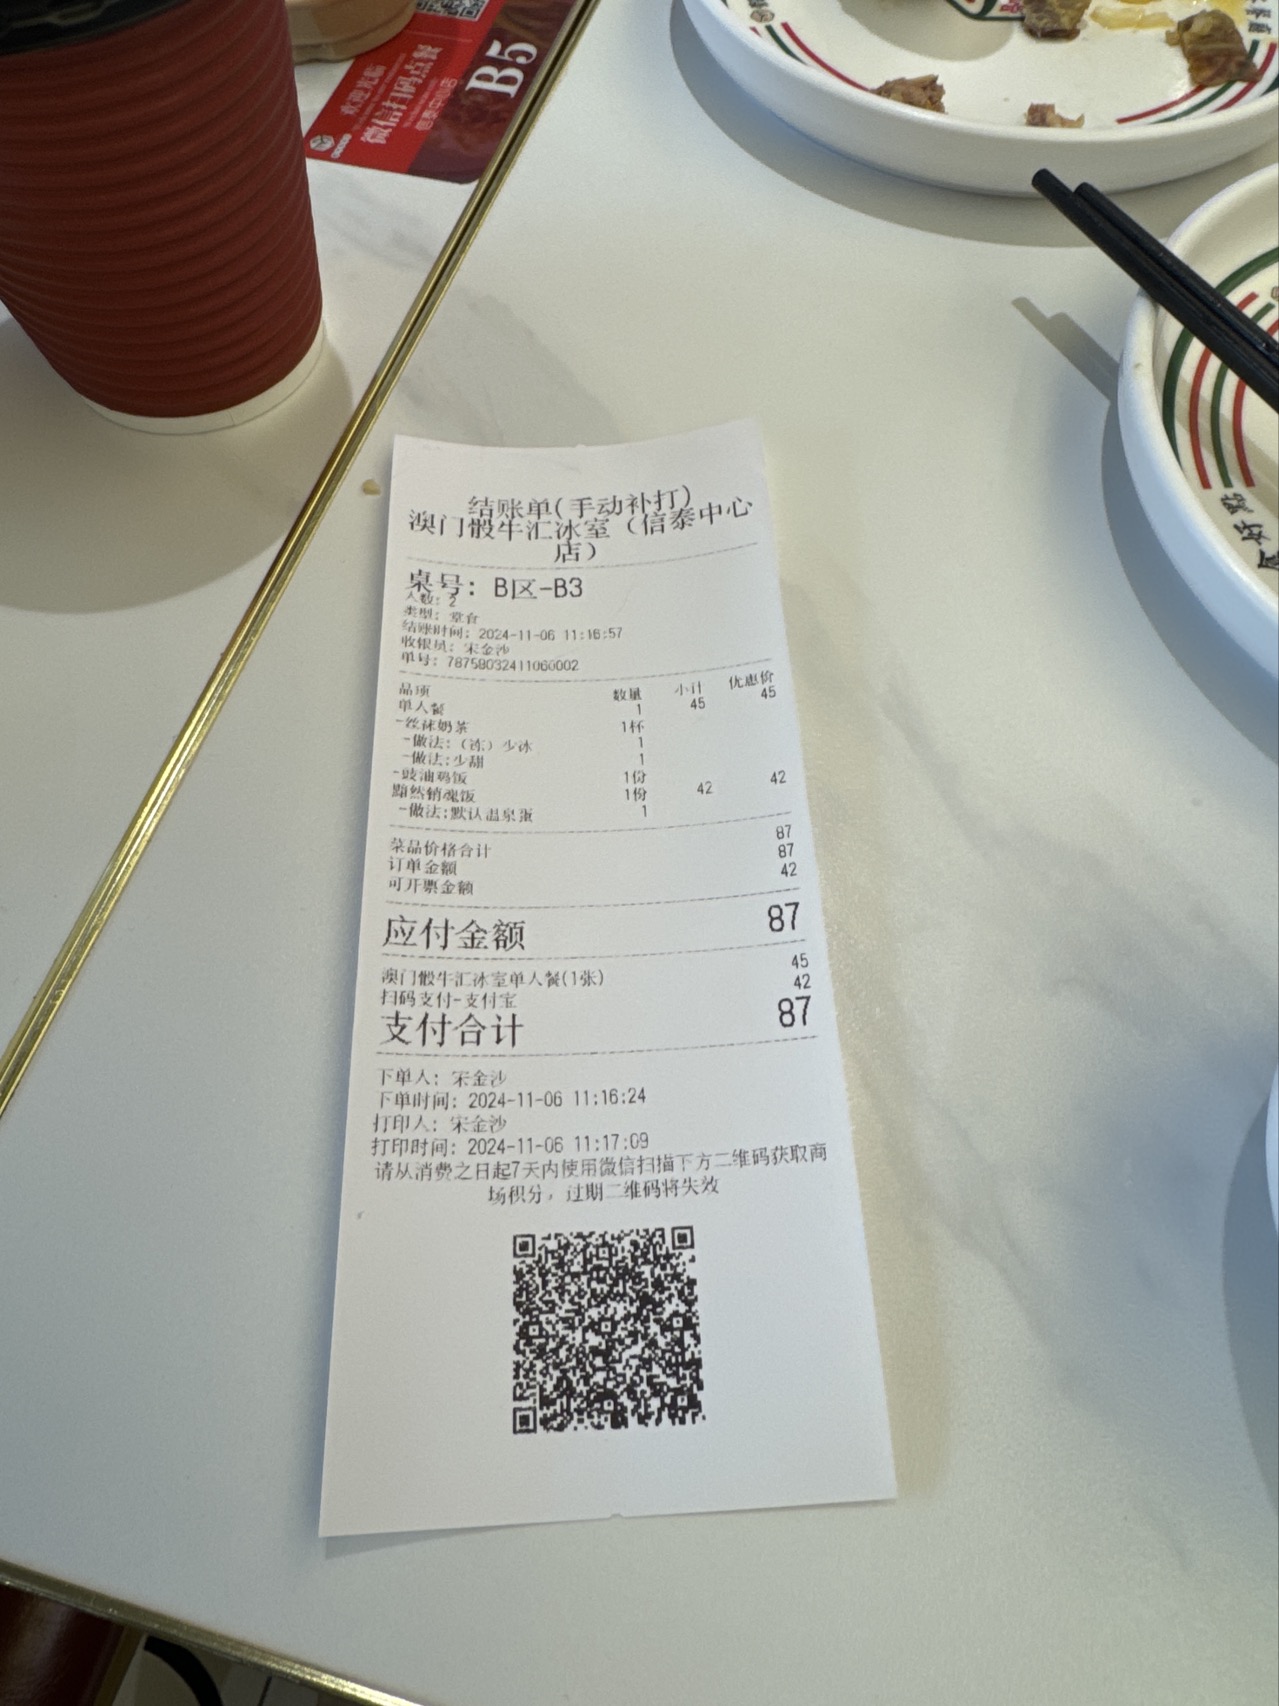 欢迎光临
微信扫码点餐
信泰中心店
B5
结账单(手动补打)
澳门骰牛汇冰室（信泰中心
店）
桌号: B区-B3
人数: 2
类型: 堂食
结账时间: 2024-11-06 11:16:57
收银员: 宋金沙
单号: 78758032411060002
品项 数量 小计 优惠价
单人餐 1 45 45
-丝袜奶茶 1杯
-做法:（冻）少冰 1
-做法:少甜 1
-豉油鸡饭 1份
黯然销魂饭 1份 42 42
-做法:默认温泉蛋 1
菜品价格合计 87
订单金额 87
可开票金额 42
应付金额 87
澳门骰牛汇冰室单人餐(1张) 45
扫码支付-支付宝 42
支付合计 87
下单人: 宋金沙
下单时间: 2024-11-06 11:16:24
打印人: 宋金沙
打印时间: 2024-11-06 11:17:09
请从消费之日起7天内使用微信扫描下方二维码获取商
场积分，过期二维码将失效